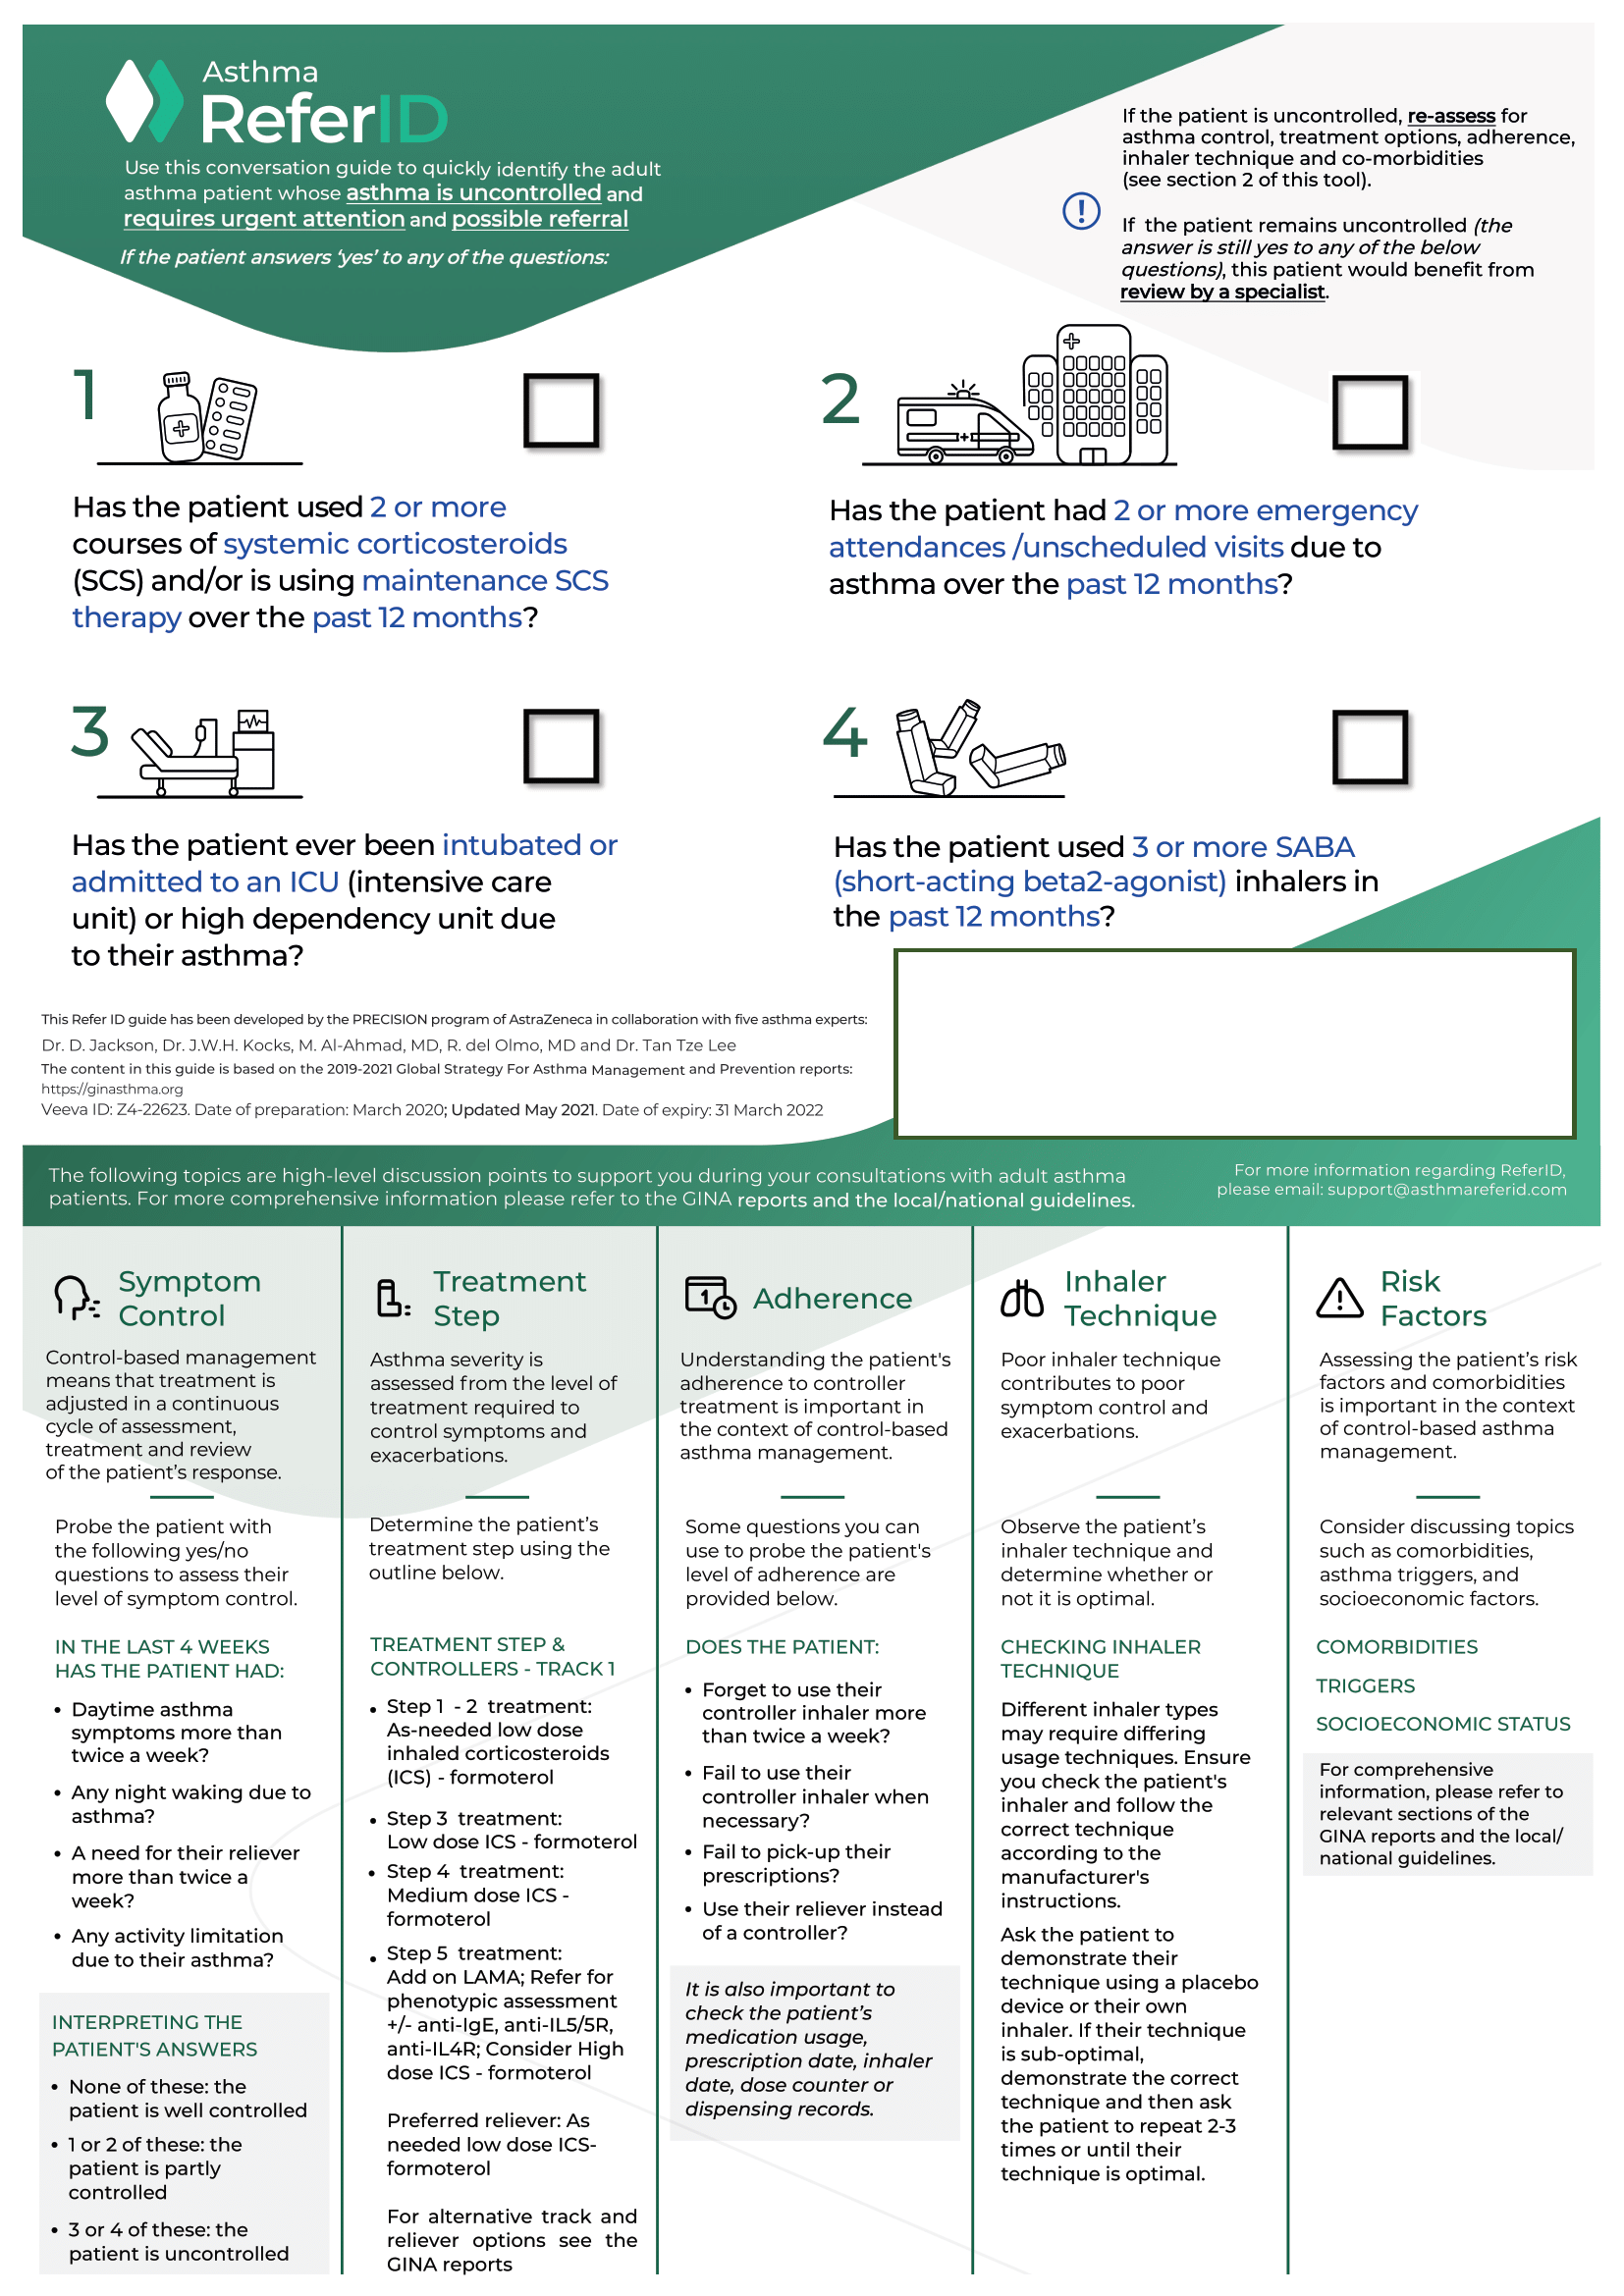 Asthma
ReferID
Use this conversation guide to quickly identify the adult
asthma patient whose asthma is uncontrolled and
requires urgent attention and possible referral
If the patient answers ‘yes’ to any of the questions:
If the patient is uncontrolled, re-assess for
asthma control, treatment options, adherence,
inhaler technique and co-morbidities
(see section 2 of this tool).
If the patient remains uncontrolled (the
answer is still yes to any of the below
questions), this patient would benefit from
review by a specialist.
1
Has the patient used 2 or more
courses of systemic corticosteroids
(SCS) and/or is using maintenance SCS
therapy over the past 12 months?
2
Has the patient had 2 or more emergency
attendances /unscheduled visits due to
asthma over the past 12 months?
3
Has the patient ever been intubated or
admitted to an ICU (intensive care
unit) or high dependency unit due
to their asthma?
4
Has the patient used 3 or more SABA
(short-acting beta2-agonist) inhalers in
the past 12 months?
This Refer ID guide has been developed by the PRECISION program of AstraZeneca in collaboration with five asthma experts:
Dr. D. Jackson, Dr. J.W.H. Kocks, M. Al-Ahmad, MD, R. del Olmo, MD and Dr. Tan Tze Lee
The content in this guide is based on the 2019-2021 Global Strategy For Asthma Management and Prevention reports:
https://ginasthma.org
Veeva ID: Z4-22623. Date of preparation: March 2020; Updated May 2021. Date of expiry: 31 March 2022
The following topics are high-level discussion points to support you during your consultations with adult asthma
patients. For more comprehensive information please refer to the GINA reports and the local/national guidelines.
For more information regarding ReferID,
please email: support@asthmareferid.com
Symptom
Control
Control-based management
means that treatment is
adjusted in a continuous
cycle of assessment,
treatment and review
of the patient’s response.
Probe the patient with
the following yes/no
questions to assess their
level of symptom control.
IN THE LAST 4 WEEKS
HAS THE PATIENT HAD:
• Daytime asthma
symptoms more than
twice a week?
• Any night waking due to
asthma?
• A need for their reliever
more than twice a
week?
• Any activity limitation
due to their asthma?
INTERPRETING THE
PATIENT'S ANSWERS
• None of these: the
patient is well controlled
• 1 or 2 of these: the
patient is partly
controlled
• 3 or 4 of these: the
patient is uncontrolled
Treatment
Step
Asthma severity is
assessed from the level of
treatment required to
control symptoms and
exacerbations.
Determine the patient’s
treatment step using the
outline below.
TREATMENT STEP &
CONTROLLERS - TRACK 1
• Step 1 - 2 treatment:
As-needed low dose
inhaled corticosteroids
(ICS) - formoterol
• Step 3 treatment:
Low dose ICS - formoterol
• Step 4 treatment:
Medium dose ICS -
formoterol
• Step 5 treatment:
Add on LAMA; Refer for
phenotypic assessment
+/- anti-IgE, anti-IL5/5R,
anti-IL4R; Consider High
dose ICS - formoterol
Preferred reliever: As
needed low dose ICS-
formoterol
For alternative track and
reliever options see the
GINA reports
1
Adherence
Understanding the patient's
adherence to controller
treatment is important in
the context of control-based
asthma management.
Some questions you can
use to probe the patient's
level of adherence are
provided below.
DOES THE PATIENT:
• Forget to use their
controller inhaler more
than twice a week?
• Fail to use their
controller inhaler when
necessary?
• Fail to pick-up their
prescriptions?
• Use their reliever instead
of a controller?
It is also important to
check the patient’s
medication usage,
prescription date, inhaler
date, dose counter or
dispensing records.
Inhaler
Technique
Poor inhaler technique
contributes to poor
symptom control and
exacerbations.
Observe the patient’s
inhaler technique and
determine whether or
not it is optimal.
CHECKING INHALER
TECHNIQUE
Different inhaler types
may require differing
usage techniques. Ensure
you check the patient's
inhaler and follow the
correct technique
according to the
manufacturer's
instructions.
Ask the patient to
demonstrate their
technique using a placebo
device or their own
inhaler. If their technique
is sub-optimal,
demonstrate the correct
technique and then ask
the patient to repeat 2-3
times or until their
technique is optimal.
Risk
Factors
Assessing the patient’s risk
factors and comorbidities
is important in the context
of control-based asthma
management.
Consider discussing topics
such as comorbidities,
asthma triggers, and
socioeconomic factors.
COMORBIDITIES
TRIGGERS
SOCIOECONOMIC STATUS
For comprehensive
information, please refer to
relevant sections of the
GINA reports and the local/
national guidelines.